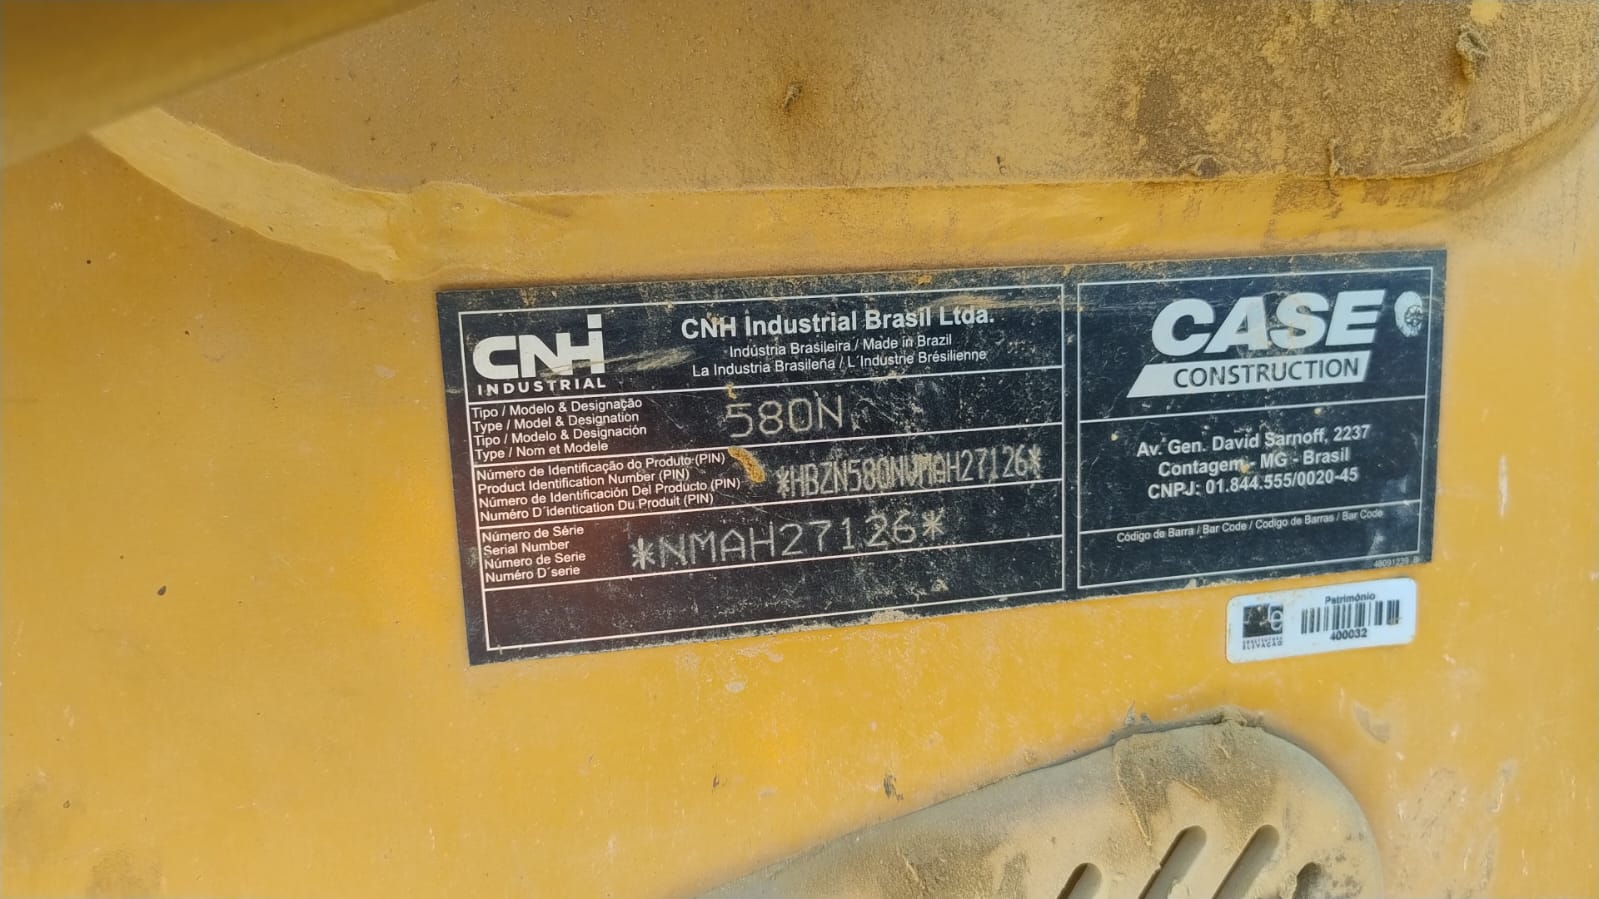 CNH
INDUSTRIAL
CNH Industrial Brasil Ltda.
Indústria Brasileira / Made in Brazil
La Industria Brasileña / L´Industrie Brésilienne
Tipo / Modelo & Designação
Type / Model & Designation
Tipo / Modelo & Designación
Type / Nom et Modele
580N
Número de Identificação do Produto (PIN)
Product Identification Number (PIN)
Número de Identificación Del Producto (PIN)
Numéro D´identication Du Produit (PIN)
*HBZN580NVMAH27126*
Número de Série
Serial Number
Número de Serie
Numéro D´serie
*NMAH27126*
CASE
CONSTRUCTION
Av. Gen. David Sarnoff, 2237
Contagem - MG - Brasil
CNPJ: 01.844.555/0020-45
Código de Barra / Bar Code / Codigo de Barras / Bar Code
Patrimônio
400032
CONSTRUTORA
ELEVAÇÃO